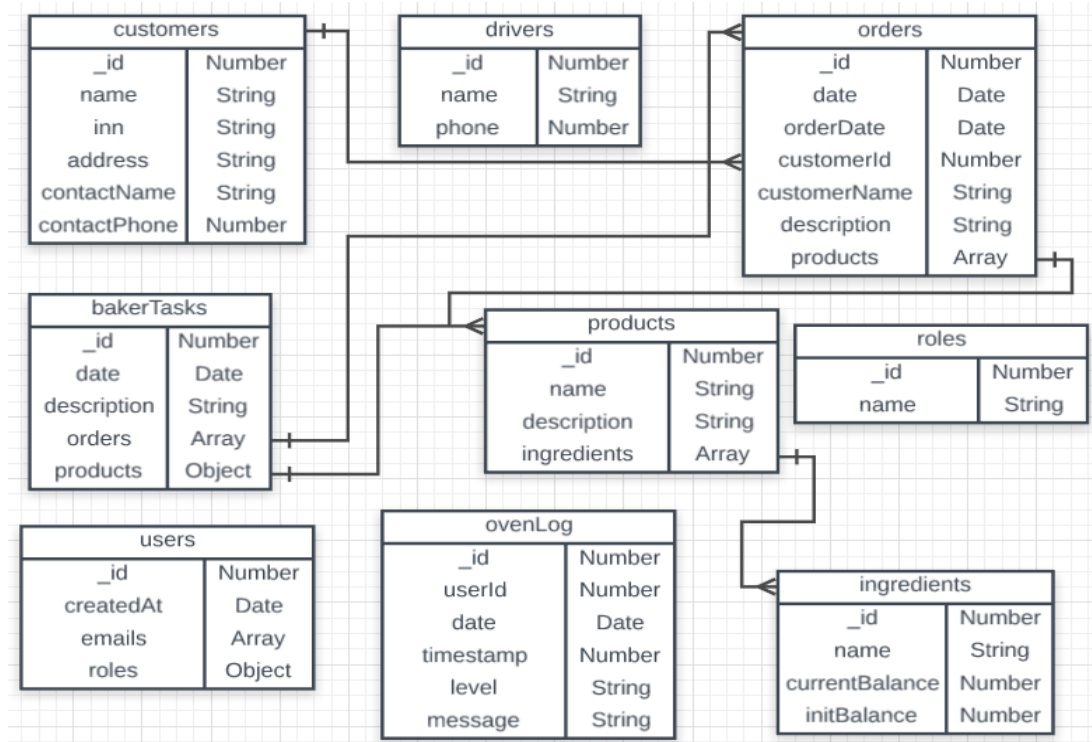 customers
_id Number
name String
inn String
address String
contactName String
contactPhone Number
drivers
_id Number
name String
phone Number
orders
_id Number
date Date
orderDate Date
customerId Number
customerName String
description String
products Array
bakerTasks
_id Number
date Date
description String
orders Array
products Object
products
_id Number
name String
description String
ingredients Array
roles
_id Number
name String
users
_id Number
createdAt Date
emails Array
roles Object
ovenLog
_id Number
userId Number
date Date
timestamp Number
level String
message String
ingredients
_id Number
name String
currentBalance Number
initBalance Number